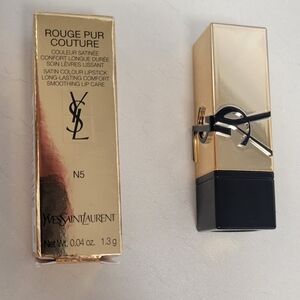 ROUGE PUR
COUTURE
COULEUR SATINÉE
CONFORT LONGUE DURÉE
SOIN LÈVRES LISSANT
SATIN COLOUR LIPSTICK
LONG-LASTING COMFORT
SMOOTHING LIP CARE
YSL
N5
YVESSAINTLAURENT
Net Wt. 0.04 oz. 1.3 g
YSL